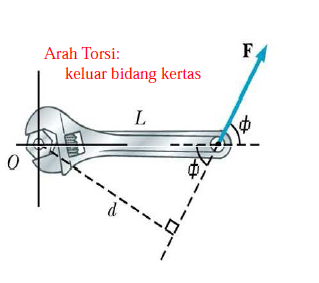 Arah Torsi:
keluar bidang kertas
F
L
ϕ
O
ϕ
d